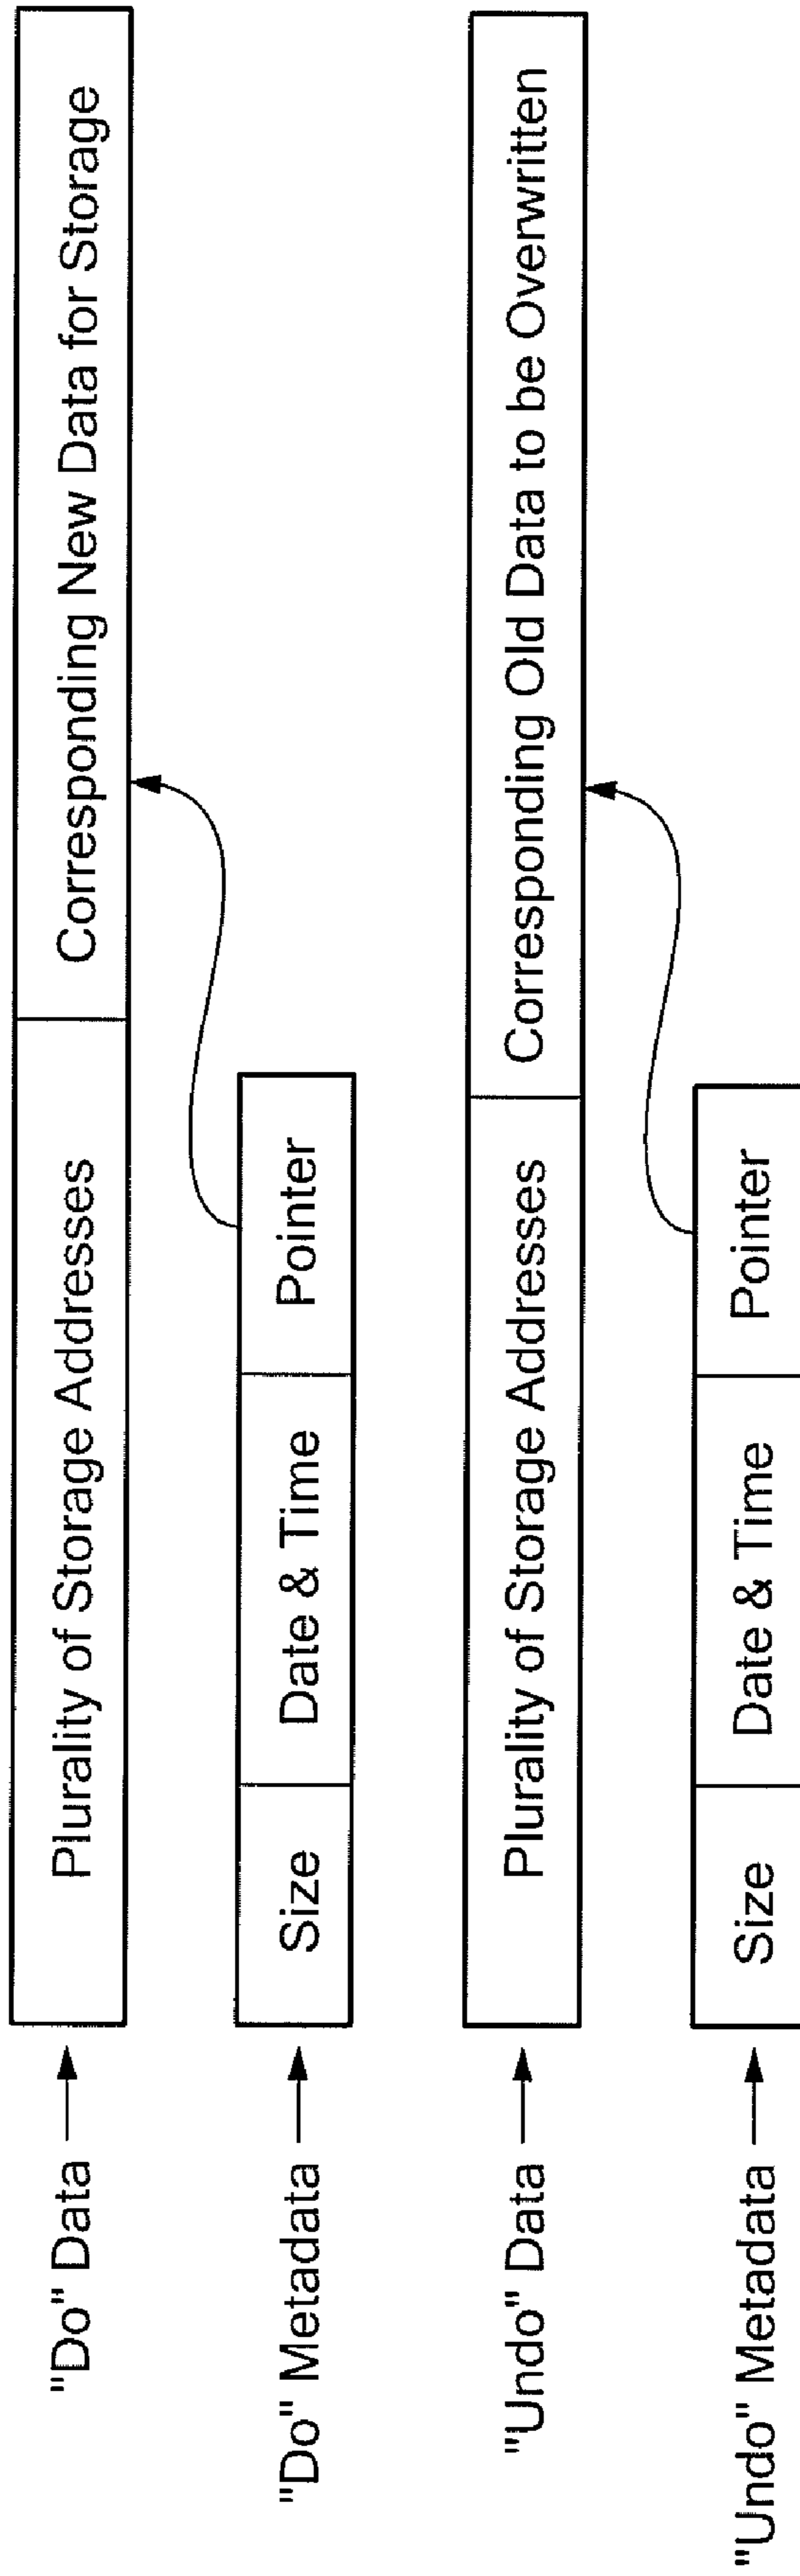 "Do" Data
Plurality of Storage Addresses
Corresponding New Data for Storage
"Do" Metadata
Size
Date & Time
Pointer
"Undo" Data
Plurality of Storage Addresses
Corresponding Old Data to be Overwritten
"Undo" Metadata
Size
Date & Time
Pointer